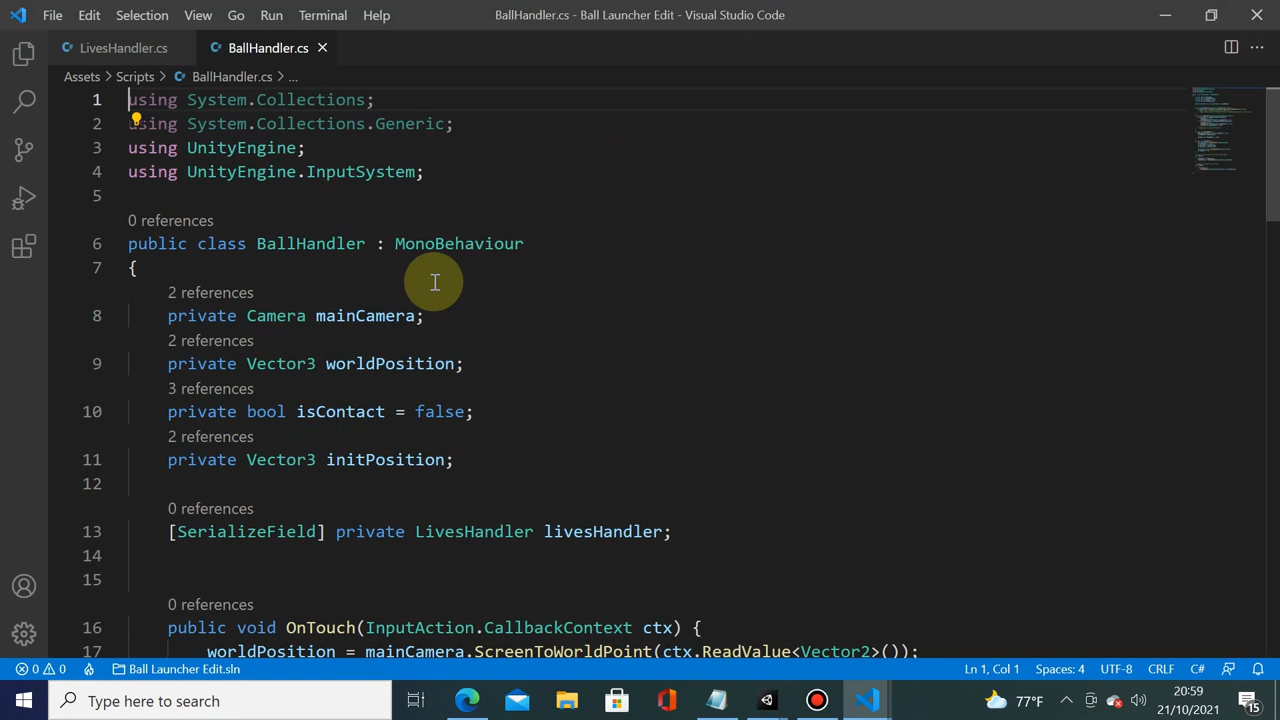 File Edit Selection View Go Run Terminal Help BallHandler.cs - Ball Launcher Edit - Visual Studio Code
LivesHandler.cs BallHandler.cs
Assets > Scripts > BallHandler.cs > ...
1 using System.Collections;
2 using System.Collections.Generic;
3 using UnityEngine;
4 using UnityEngine.InputSystem;
5
0 references
6 public class BallHandler : MonoBehaviour
7 {
2 references
8 private Camera mainCamera;
2 references
9 private Vector3 worldPosition;
3 references
10 private bool isContact = false;
2 references
11 private Vector3 initPosition;
12
0 references
13 [SerializeField] private LivesHandler livesHandler;
14
15
0 references
16 public void OnTouch(InputAction.CallbackContext ctx) {
17 worldPosition = mainCamera.ScreenToWorldPoint(ctx.ReadValue<Vector2>());
0 0 Ball Launcher Edit.sln Ln 1, Col 1 Spaces: 4 UTF-8 CRLF C#
Type here to search 77°F 20:59
21/10/2021 15